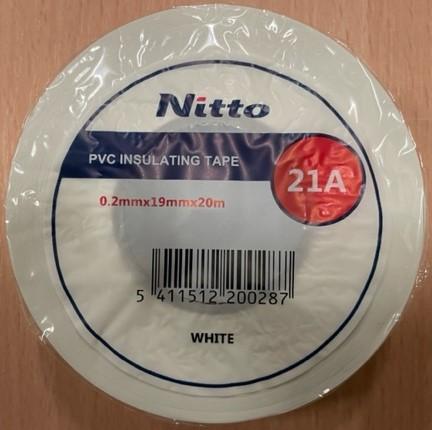 Nitto
PVC INSULATING TAPE
21A
0.2mmx19mmx20m
5 411512 200287
WHITE